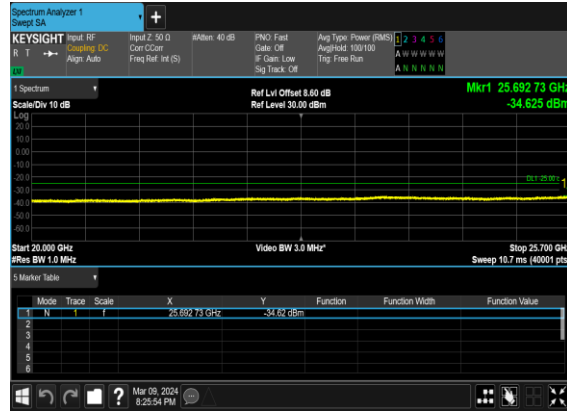 Spectrum Analyzer 1
Swept SA
+
KEYSIGHT Input: RF Input Z: 50 Ω #Atten: 40 dB PNO: Fast Avg Type: Power (RMS) 1 2 3 4 5 6
R T Coupling: DC Corr CCorr Gate: Off Avg|Hold: 100/100 A W W W W W
Align: Auto Freq Ref: Int (S) IF Gain: Low Trig: Free Run
Sig Track: Off A N N N N N
1 Spectrum Ref Lvl Offset 8.60 dB Mkr1 25.692 73 GHz
Scale/Div 10 dB Ref Level 30.00 dBm -34.625 dBm
Log
20.0
10.0
0.00
-10.0
-20.0
DL1 -25.00
1
-30.0
-40.0
-50.0
-60.0
Start 20.000 GHz Video BW 3.0 MHz* Stop 25.700 GHz
#Res BW 1.0 MHz Sweep 10.7 ms (40001 pts)
5 Marker Table
Mode Trace Scale X Y Function Function Width Function Value
1 N 1 f 25.692 73 GHz -34.62 dBm
2
3
4
5
6
? Mar 09, 2024
8:25:54 PM